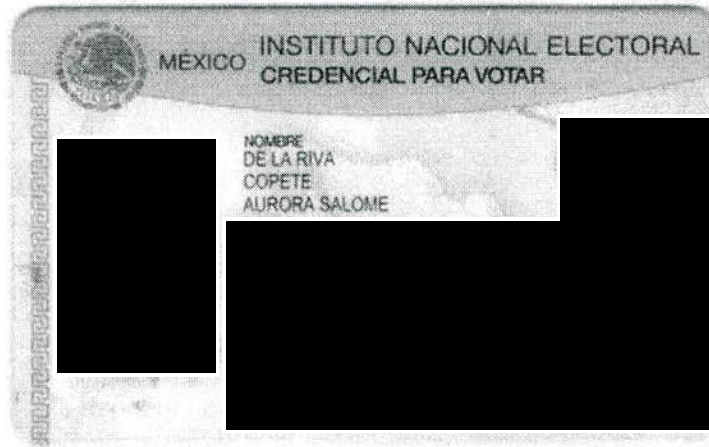 MÉXICO
INSTITUTO NACIONAL ELECTORAL
CREDENCIAL PARA VOTAR
NOMBRE
DE LA RIVA
COPETE
AURORA SALOME